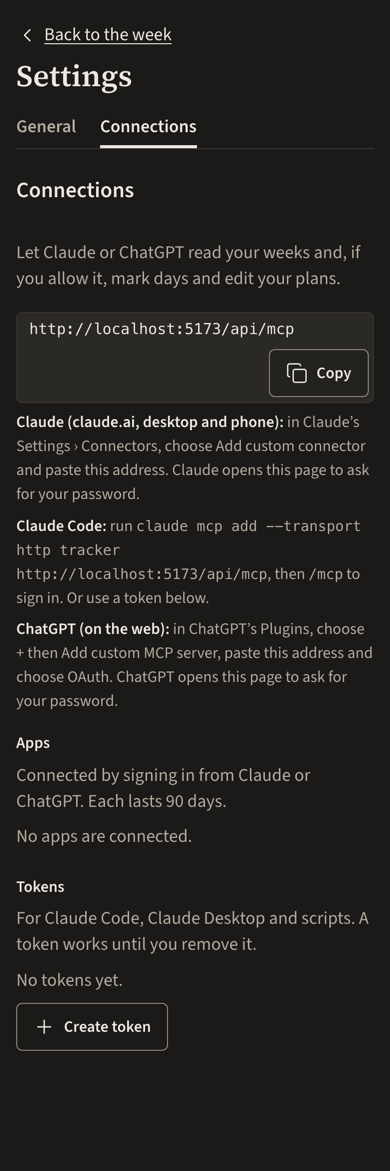 Back to the week
Settings
General Connections
Connections
Let Claude or ChatGPT read your weeks and, if
you allow it, mark days and edit your plans.
http://localhost:5173/api/mcp
Copy
Claude (claude.ai, desktop and phone): in Claude’s
Settings › Connectors, choose Add custom connector
and paste this address. Claude opens this page to ask
for your password.
Claude Code: run claude mcp add --transport
http tracker
http://localhost:5173/api/mcp, then /mcp to
sign in. Or use a token below.
ChatGPT (on the web): in ChatGPT’s Plugins, choose
+ then Add custom MCP server, paste this address and
choose OAuth. ChatGPT opens this page to ask for
your password.
Apps
Connected by signing in from Claude or
ChatGPT. Each lasts 90 days.
No apps are connected.
Tokens
For Claude Code, Claude Desktop and scripts. A
token works until you remove it.
No tokens yet.
Create token